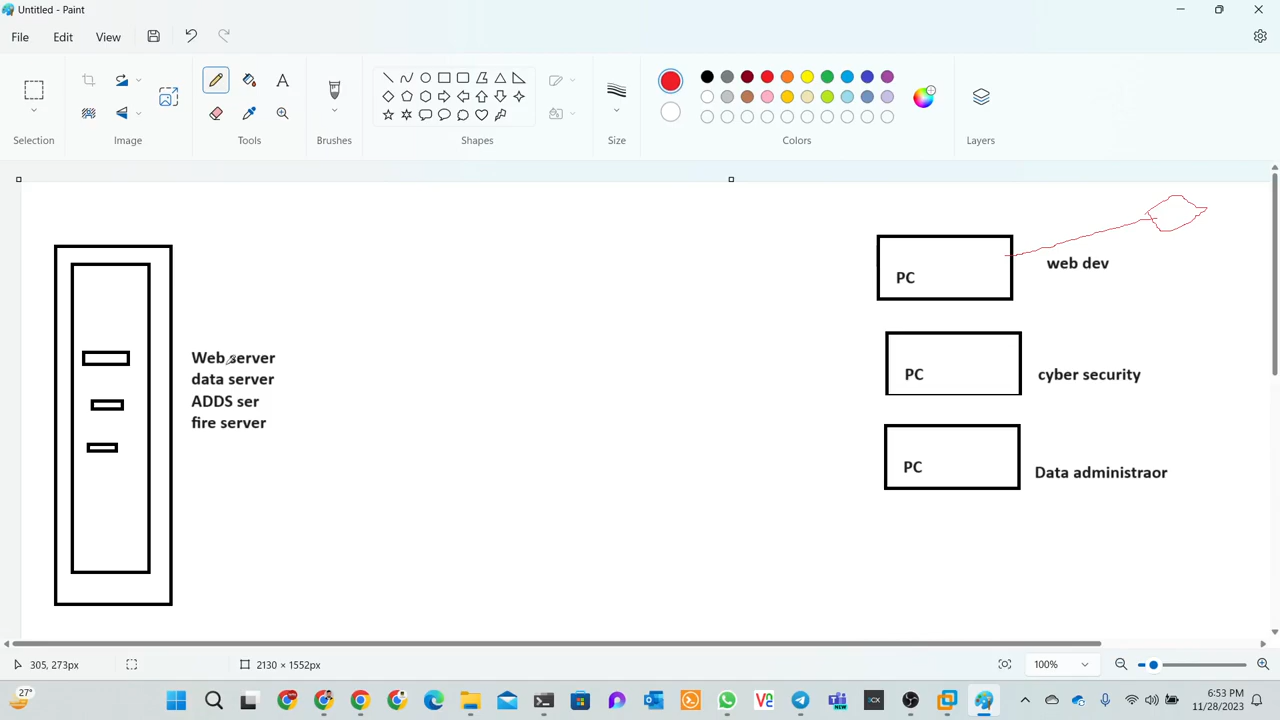 Untitled - Paint
File
Edit
View
Selection
Image
Tools
Brushes
Shapes
Size
Colors
Layers
PC
web dev
Web server
data server
ADDS ser
fire server
PC
cyber security
PC
Data administraor
305, 273px
2130 × 1552px
100%
27°
6:53 PM
11/28/2023